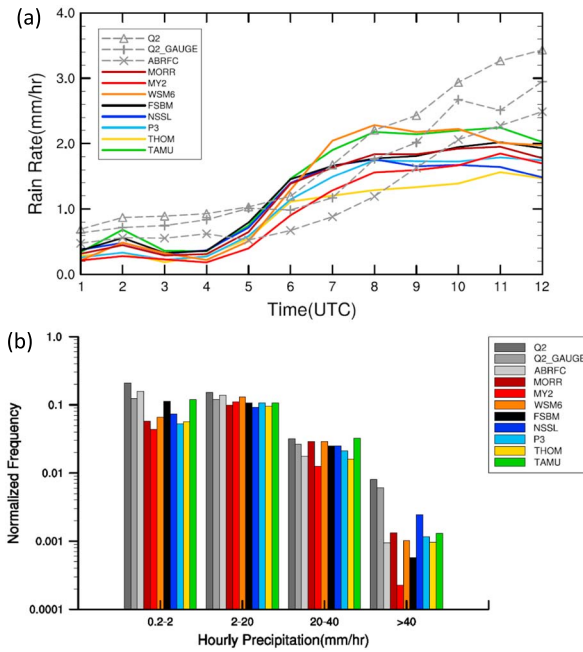 (a)
4.0
3.0
2.0
1.0
0.0
Rain Rate(mm/hr)
Q2
Q2_GAUGE
ABRFC
MORR
MY2
WSM6
FSBM
NSSL
P3
THOM
TAMU
1 2 3 4 5 6 7 8 9 10 11 12
Time(UTC)
(b)
1.0
0.1
0.01
0.001
0.0001
Normalized Frequency
0.2-2 2-20 20-40 >40
Hourly Precipitation(mm/hr)
Q2
Q2_GAUGE
ABRFC
MORR
MY2
WSM6
FSBM
NSSL
P3
THOM
TAMU